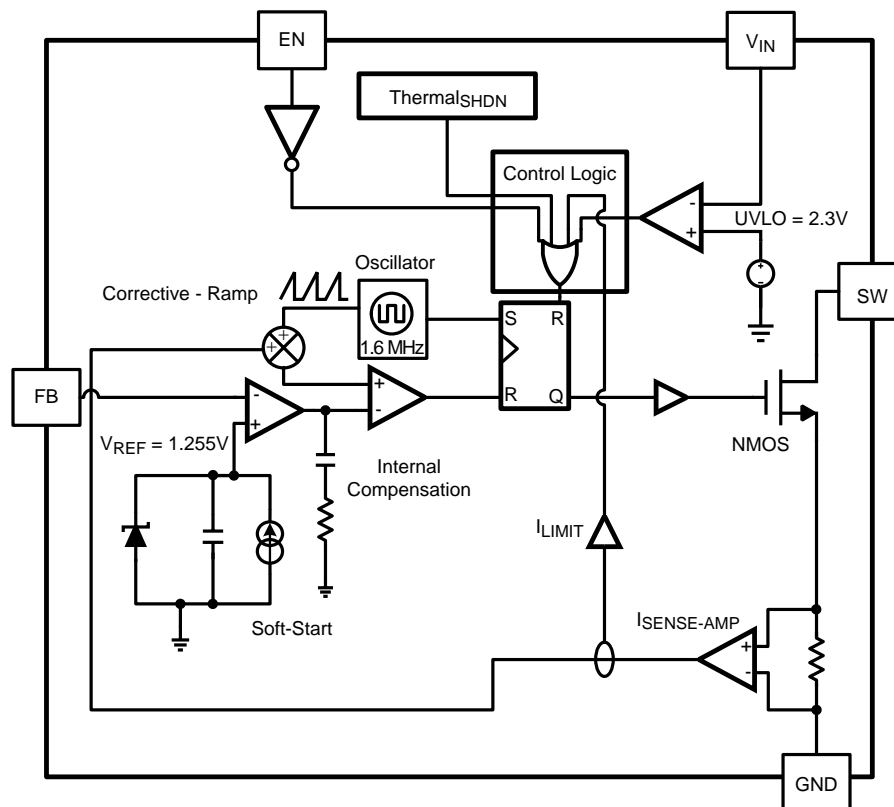 EN
VIN
ThermalSHDN
Control Logic
-
+
UVLO = 2.3V
+
-
SW
Corrective - Ramp
Oscillator
1.6 MHz
+
+
S
R
R
Q
FB
-
+
+
-
VREF = 1.255V
Internal
Compensation
NMOS
ILIMIT
Soft-Start
ISENSE-AMP
+
-
GND